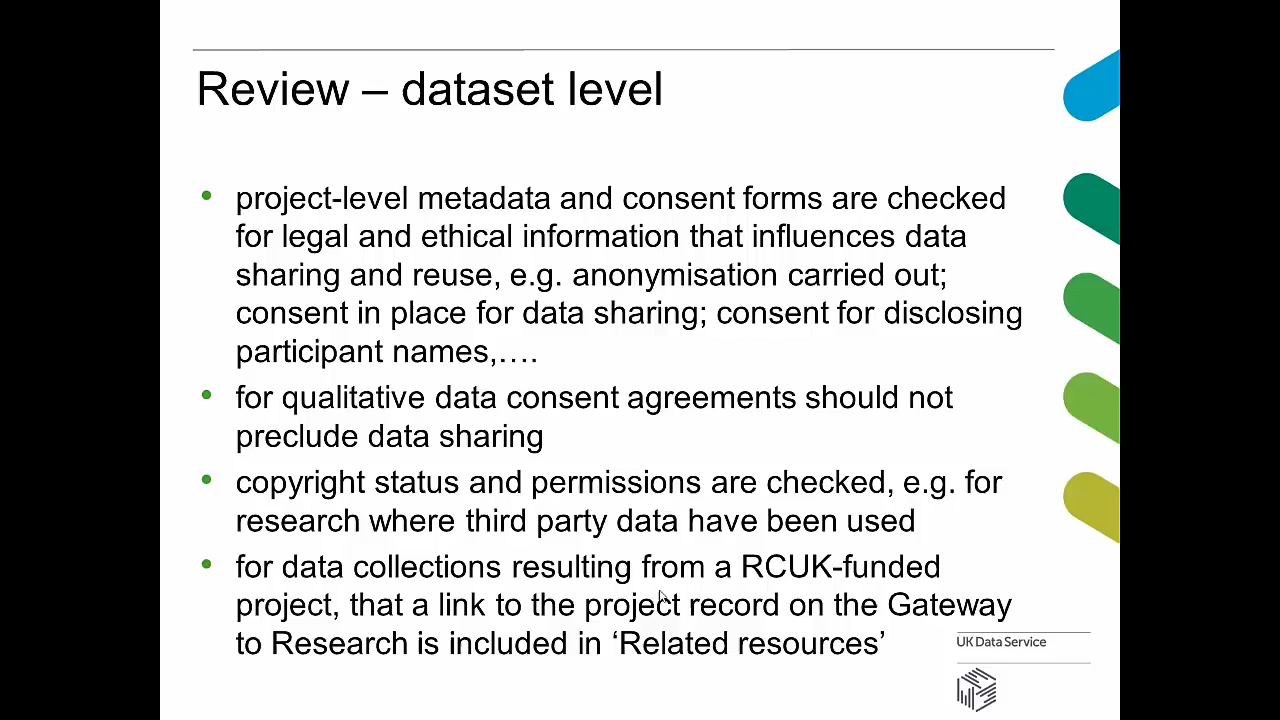 Review – dataset level
• project-level metadata and consent forms are checked
for legal and ethical information that influences data
sharing and reuse, e.g. anonymisation carried out;
consent in place for data sharing; consent for disclosing
participant names,….
• for qualitative data consent agreements should not
preclude data sharing
• copyright status and permissions are checked, e.g. for
research where third party data have been used
• for data collections resulting from a RCUK-funded
project, that a link to the project record on the Gateway
to Research is included in ‘Related resources’
UK Data Service